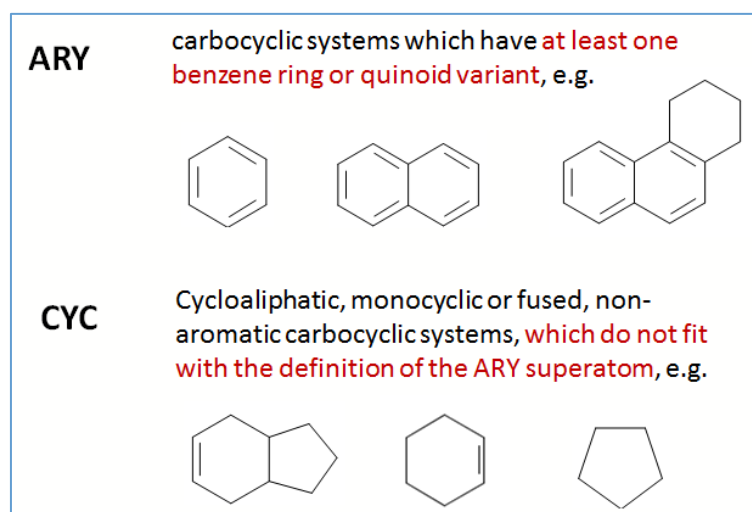 ARY
carbocyclic systems which have at least one
benzene ring or quinoid variant, e.g.
CYC
Cycloaliphatic, monocyclic or fused, non-
aromatic carbocyclic systems, which do not fit
with the definition of the ARY superatom, e.g.